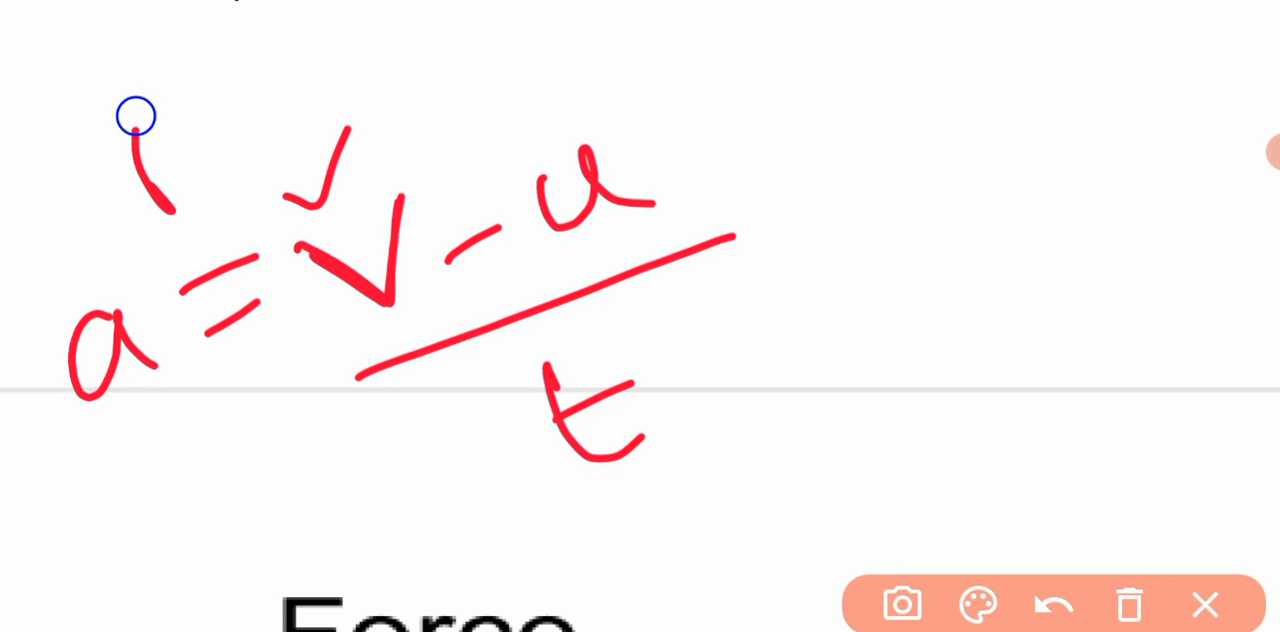 a = v - u
t
Force